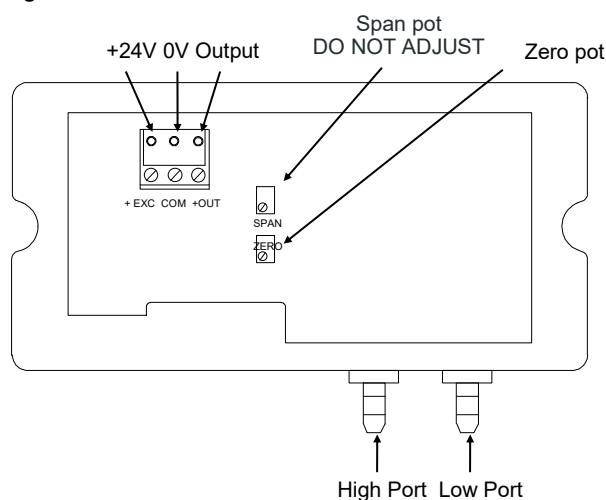 Span pot
DO NOT ADJUST
+24V 0V Output
Zero pot
+ EXC COM +OUT
SPAN
ZERO
High Port Low Port